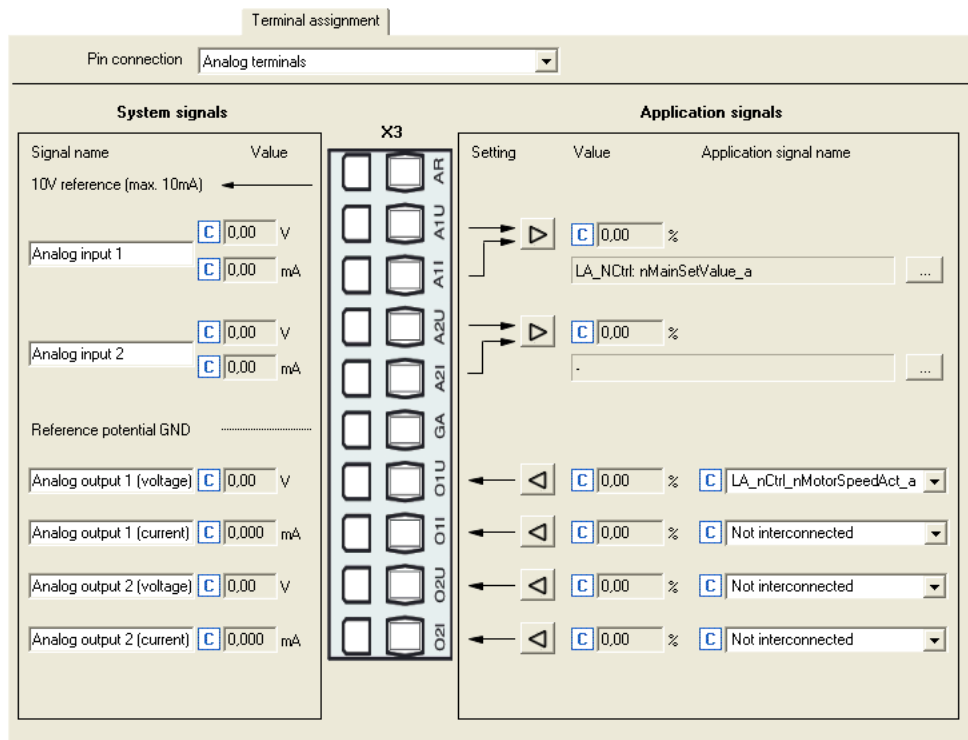 Terminal assignment
Pin connection Analog terminals
System signals
Application signals
X3
Signal name Value
Setting Value Application signal name
10V reference (max. 10mA)
AR
Analog input 1
C 0,00 V
A1U
C 0,00 %
C 0,00 mA
A1I
LA_NCtrl: nMainSetValue_a ...
Analog input 2
C 0,00 V
A2U
C 0,00 %
C 0,00 mA
A2I
- ...
Reference potential GND
GA
Analog output 1 (voltage) C 0,00 V O1U C 0,00 % C LA_nCtrl_nMotorSpeedAct_a
Analog output 1 (current) C 0,000 mA O1I C 0,00 % C Not interconnected
Analog output 2 (voltage) C 0,00 V O2U C 0,00 % C Not interconnected
Analog output 2 (current) C 0,000 mA O2I C 0,00 % C Not interconnected